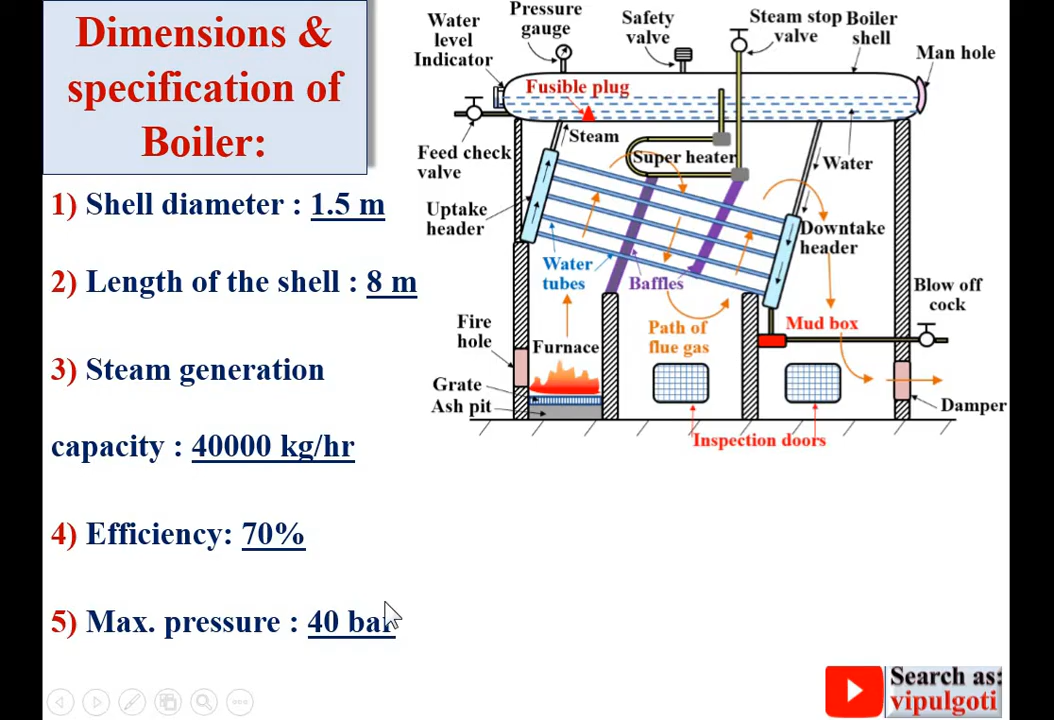 Dimensions &
specification of
Boiler:
1) Shell diameter : 1.5 m
2) Length of the shell : 8 m
3) Steam generation
capacity : 40000 kg/hr
4) Efficiency: 70%
5) Max. pressure : 40 bar
Water
level
Indicator
Pressure
gauge
Safety
valve
Steam stop
valve
Boiler
shell
Man hole
Fusible plug
Steam
Super heater
Water
Feed check
valve
Uptake
header
Downtake
header
Water
tubes
Baffles
Blow off
cock
Fire
hole
Furnace
Path of
flue gas
Mud box
Grate
Ash pit
Damper
Inspection doors
Search as:
vipulgoti